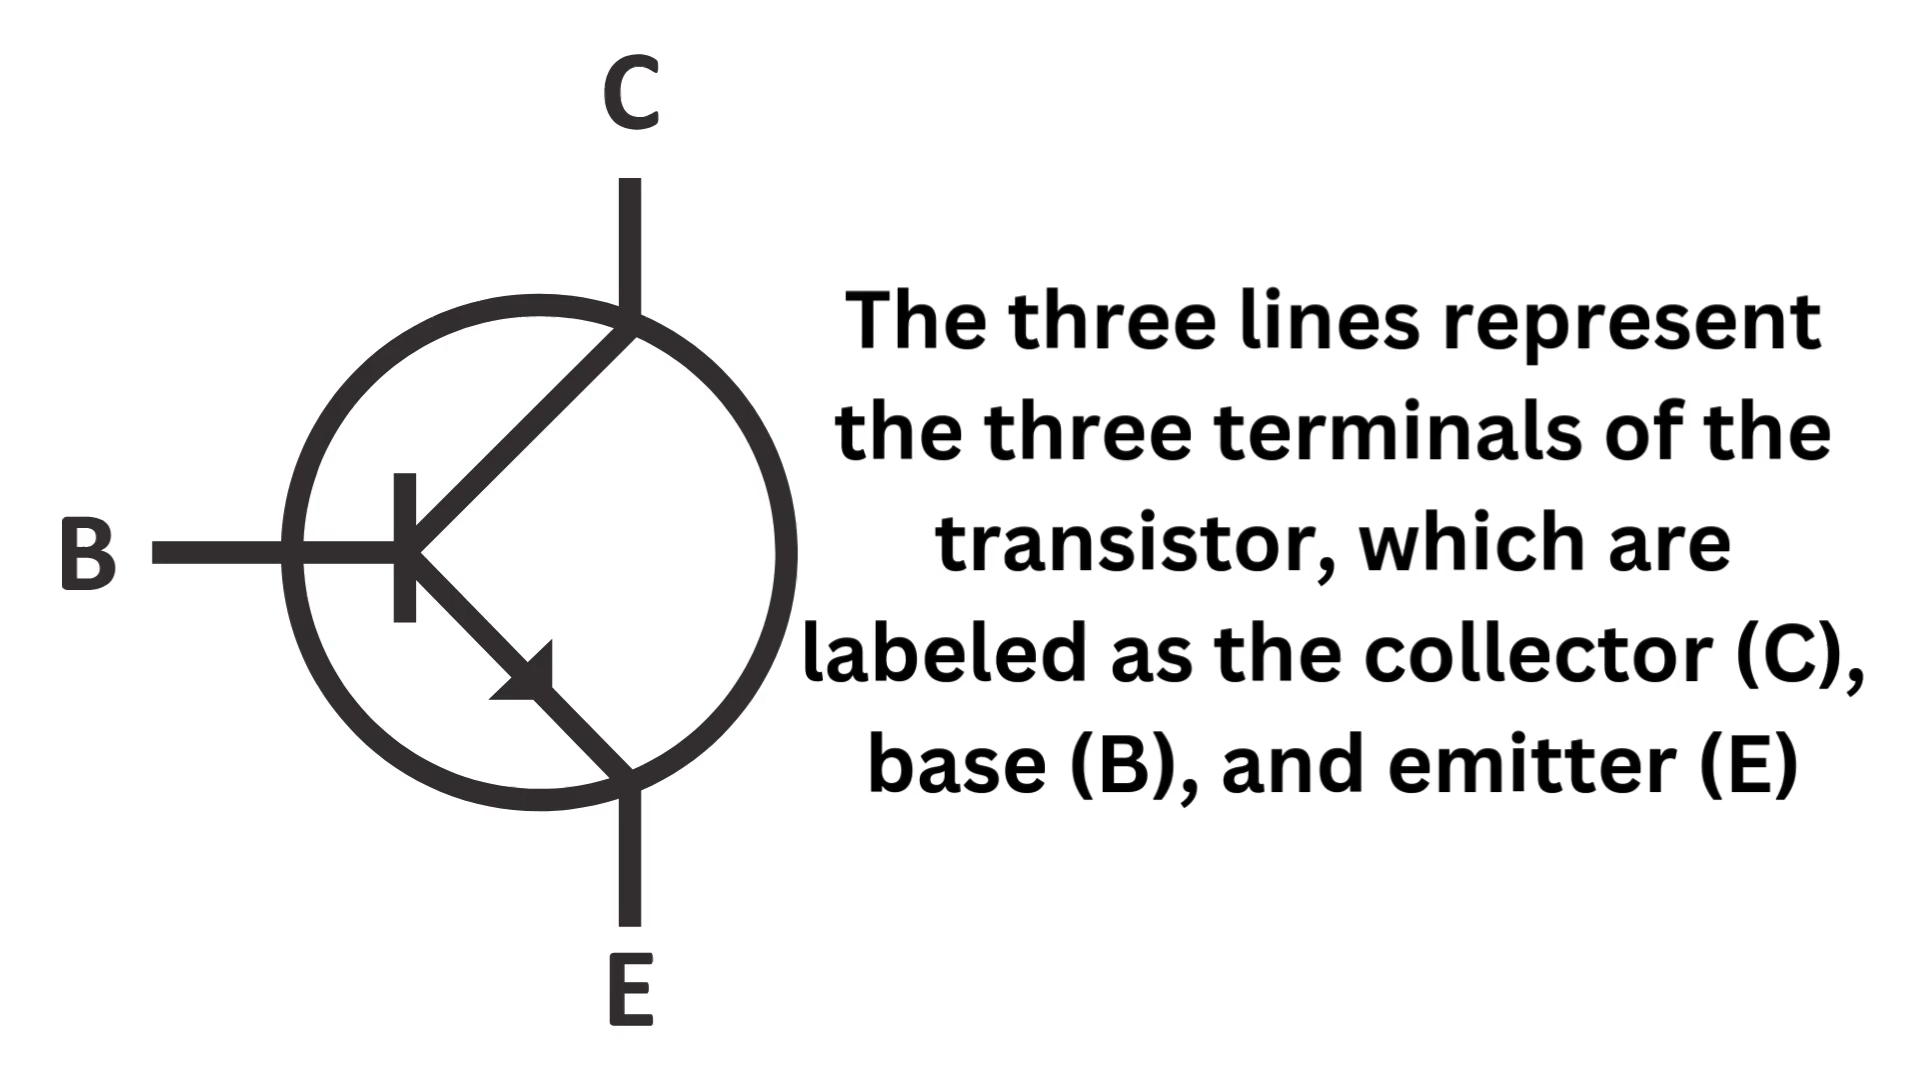 C
B
E
The three lines represent
the three terminals of the
transistor, which are
labeled as the collector (C),
base (B), and emitter (E)